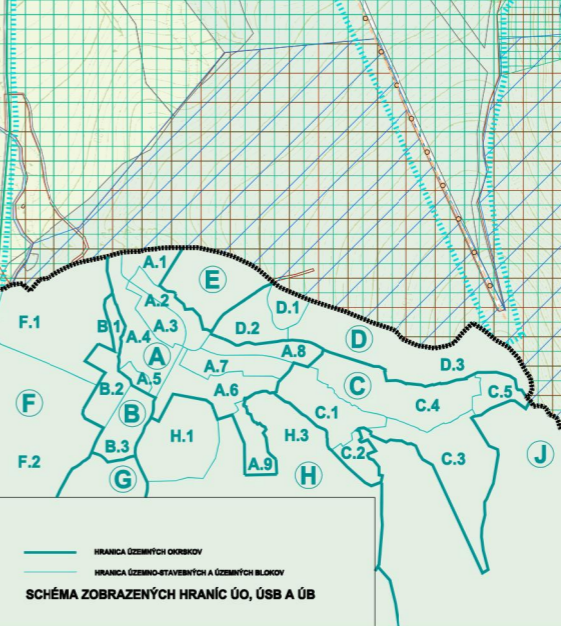 A.1
E
A.2
D.1
F.1
B.1
A.3
D.2
A.4
D
A
A.8
A.7
D.3
A.5
C
B.2
A.6
C.5
F
B
C.1
C.4
H.1
H.3
B.3
C.2
J
F.2
A.9
C.3
G
H
HRANICA ÚZEMNÝCH OKRSKOV
HRANICA ÚZEMNO-STAVEBNÝCH A ÚZEMNÝCH BLOKOV
SCHÉMA ZOBRAZENÝCH HRANÍC ÚO, ÚSB A ÚB